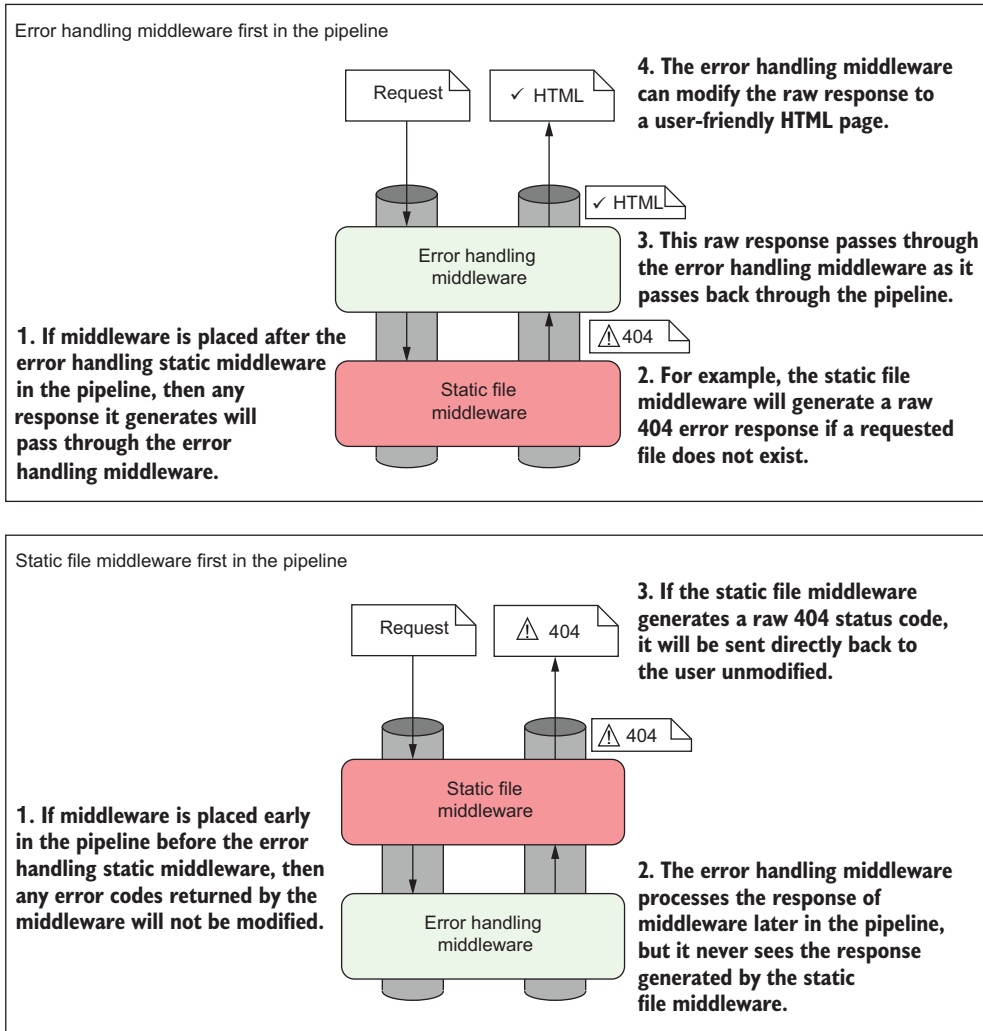 Error handling middleware first in the pipeline
Request
✓ HTML
4. The error handling middleware
can modify the raw response to
a user-friendly HTML page.
✓ HTML
Error handling
middleware
3. This raw response passes through
the error handling middleware as it
passes back through the pipeline.
1. If middleware is placed after the
error handling static middleware
in the pipeline, then any
response it generates will
pass through the error
handling middleware.
⚠ 404
Static file
middleware
2. For example, the static file
middleware will generate a raw
404 error response if a requested
file does not exist.
Static file middleware first in the pipeline
Request
⚠ 404
3. If the static file middleware
generates a raw 404 status code,
it will be sent directly back to
the user unmodified.
⚠ 404
Static file
middleware
1. If middleware is placed early
in the pipeline before the error
handling static middleware, then
any error codes returned by the
middleware will not be modified.
Error handling
middleware
2. The error handling middleware
processes the response of
middleware later in the pipeline,
but it never sees the response
generated by the static
file middleware.